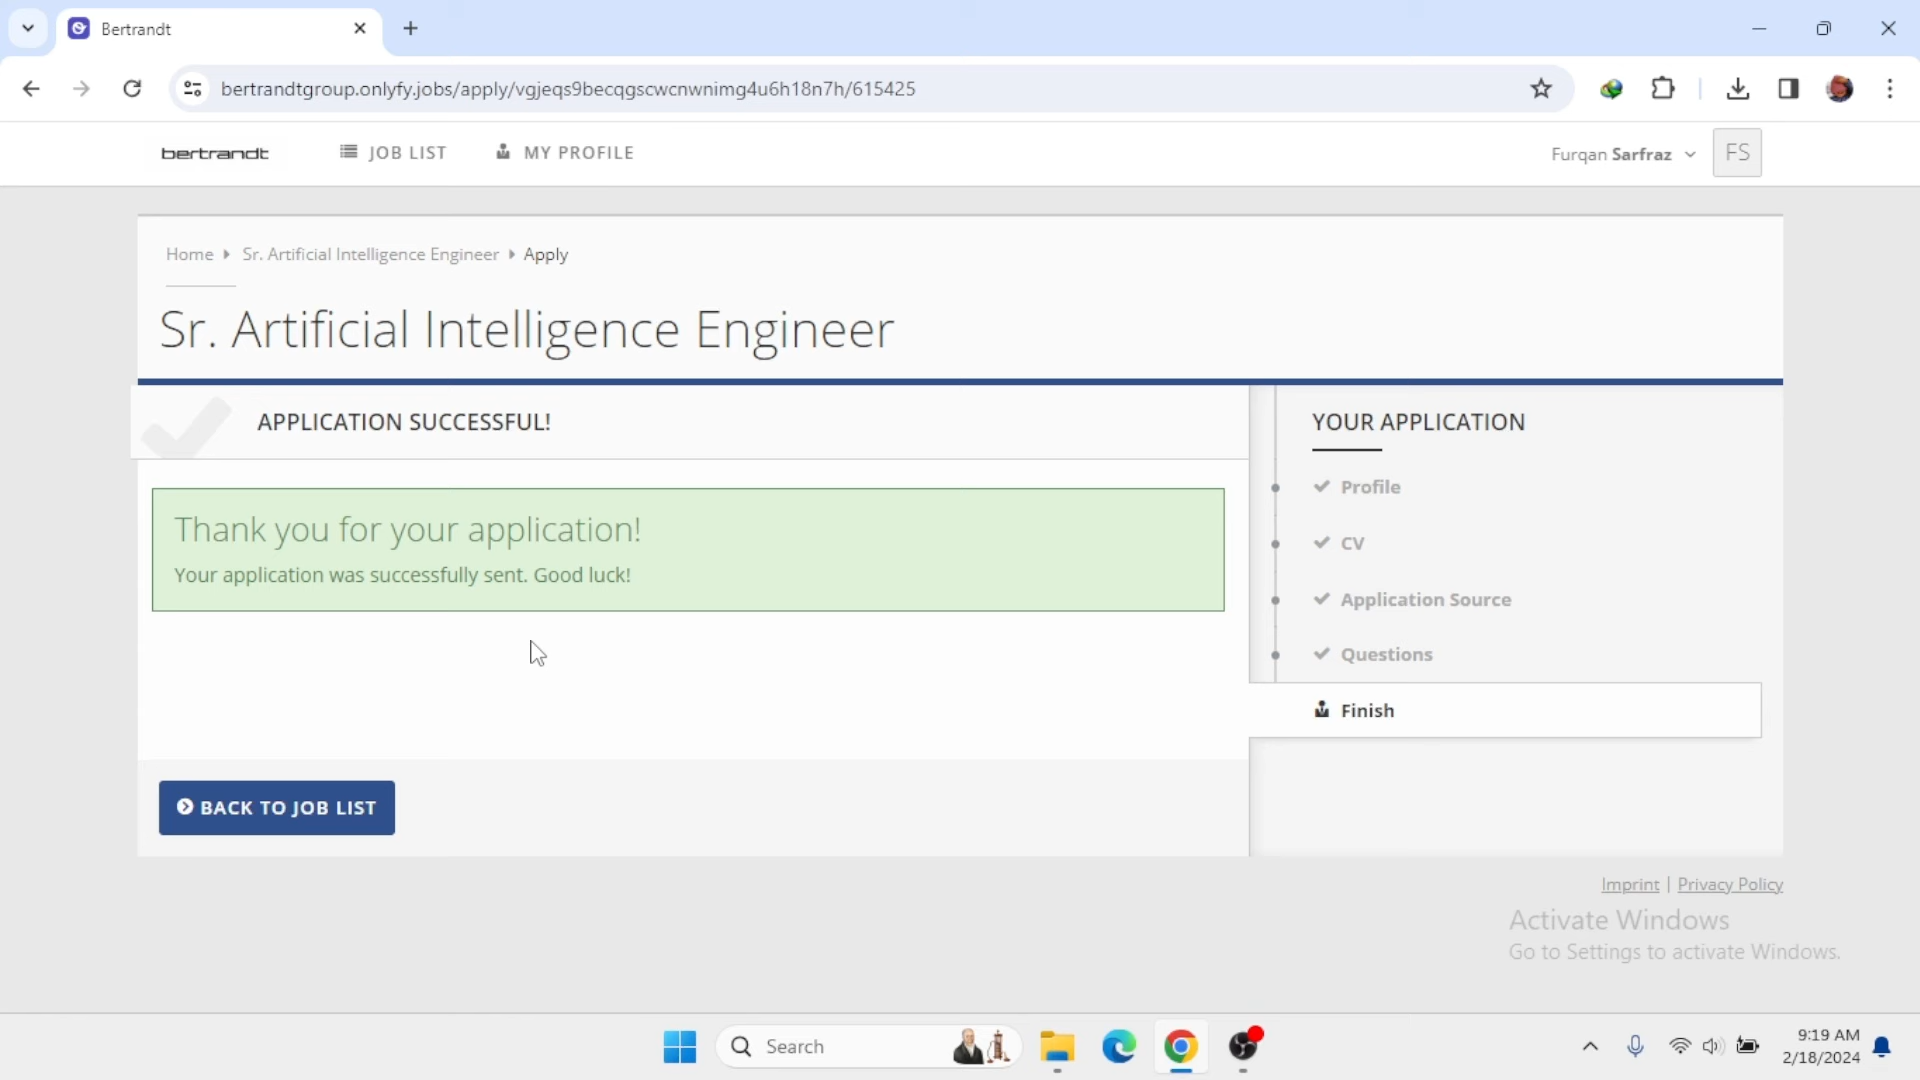 Bertrandt
bertrandtgroup.onlyfy.jobs/apply/vgjeqs9becqgscwcnwnimg4u6h18n7h/615425
bertrandt
JOB LIST
MY PROFILE
Furqan Sarfraz
FS
Home
Sr. Artificial Intelligence Engineer
Apply
Sr. Artificial Intelligence Engineer
APPLICATION SUCCESSFUL!
Thank you for your application!
Your application was successfully sent. Good luck!
BACK TO JOB LIST
YOUR APPLICATION
Profile
CV
Application Source
Questions
Finish
Imprint | Privacy Policy
Activate Windows
Go to Settings to activate Windows.
Search
9:19 AM
2/18/2024